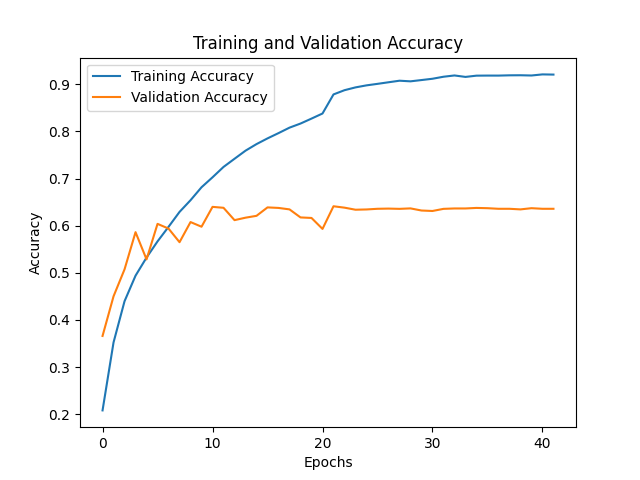 Training and Validation Accuracy
Training Accuracy
Validation Accuracy
0.9
0.8
0.7
0.6
0.5
0.4
0.3
0.2
Accuracy
0 10 20 30 40
Epochs